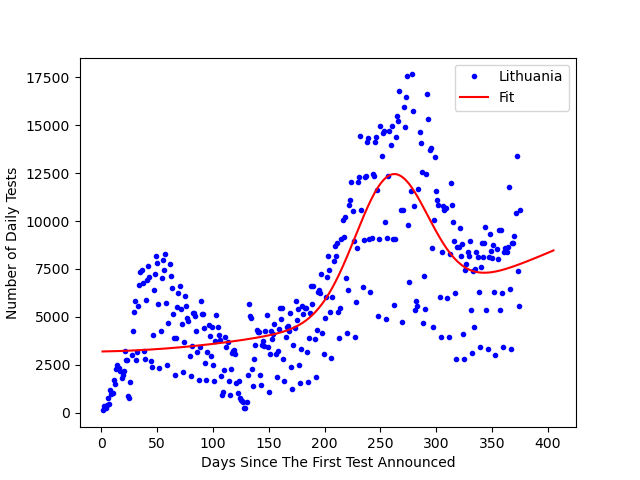 17500
15000
12500
10000
7500
5000
2500
0
Number of Daily Tests
Lithuania
Fit
0 50 100 150 200 250 300 350 400
Days Since The First Test Announced